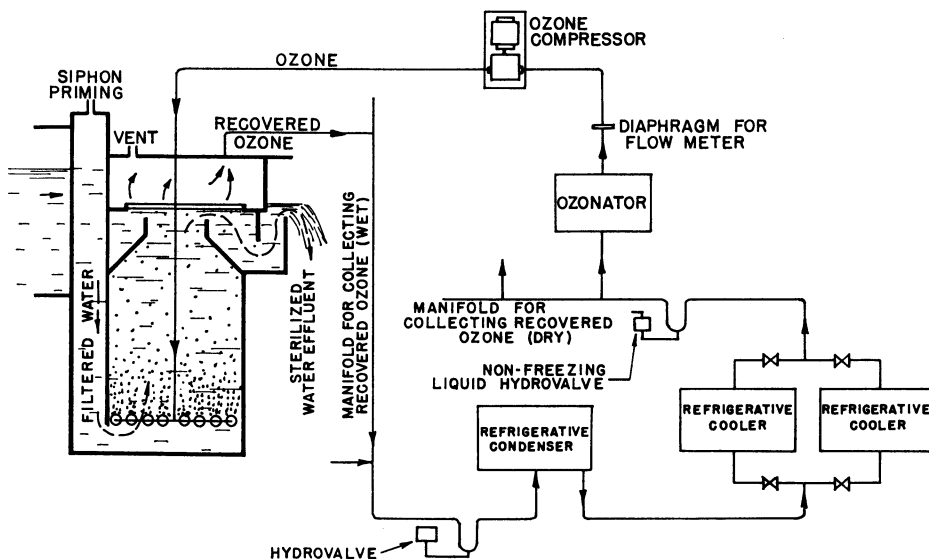 OZONE
COMPRESSOR
OZONE
SIPHON
PRIMING
VENT
RECOVERED
OZONE
DIAPHRAGM FOR
FLOW METER
OZONATOR
FILTERED WATER
STERILIZED
WATER EFFLUENT
MANIFOLD FOR COLLECTING
RECOVERED OZONE (WET)
MANIFOLD FOR
COLLECTING RECOVERED
OZONE (DRY)
NON-FREEZING
LIQUID HYDROVALVE
REFRIGERATIVE
CONDENSER
REFRIGERATIVE
COOLER
REFRIGERATIVE
COOLER
HYDROVALVE